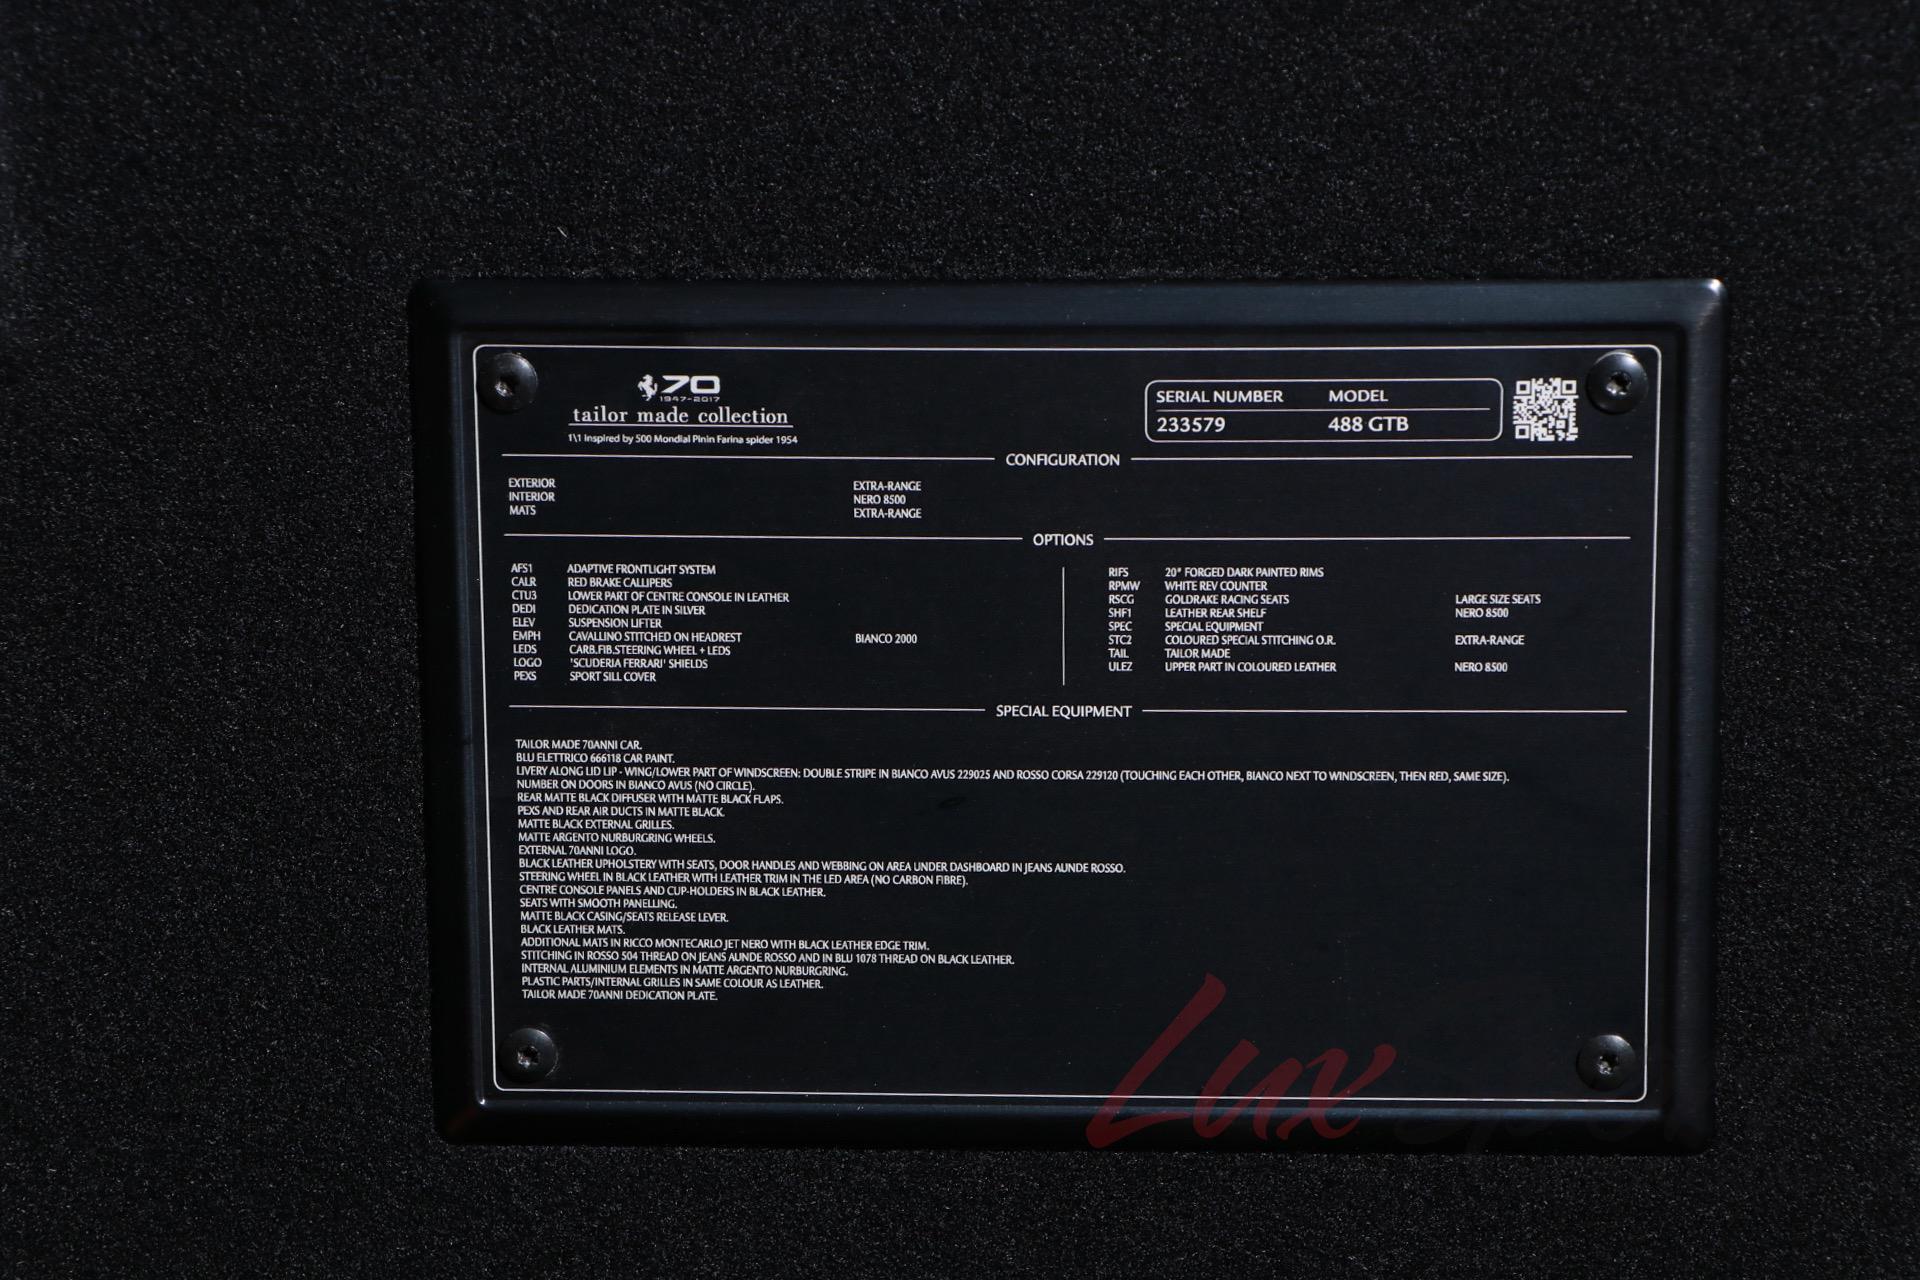 70
1947-2017
tailor made collection
1\1 inspired by 500 Mondial Pinin Farina spider 1954
SERIAL NUMBER MODEL
233579 488 GTB
CONFIGURATION
EXTERIOR EXTRA-RANGE
INTERIOR NERO 8500
MATS EXTRA-RANGE
OPTIONS
AFS1 ADAPTIVE FRONTLIGHT SYSTEM
CALR RED BRAKE CALLIPERS
CTU3 LOWER PART OF CENTRE CONSOLE IN LEATHER
DEDI DEDICATION PLATE IN SILVER
ELEV SUSPENSION LIFTER
EMPH CAVALLINO STITCHED ON HEADREST BIANCO 2000
LEDS CARB.FIB.STEERING WHEEL + LEDS
LOGO 'SCUDERIA FERRARI' SHIELDS
PEXS SPORT SILL COVER
RIFS 20" FORGED DARK PAINTED RIMS
RPMW WHITE REV COUNTER
RSCG GOLDRAKE RACING SEATS LARGE SIZE SEATS
SHF1 LEATHER REAR SHELF NERO 8500
SPEC SPECIAL EQUIPMENT
STC2 COLOURED SPECIAL STITCHING O.R. EXTRA-RANGE
TAIL TAILOR MADE
ULEZ UPPER PART IN COLOURED LEATHER NERO 8500
SPECIAL EQUIPMENT
TAILOR MADE 70ANNI CAR.
BLU ELETTRICO 666118 CAR PAINT.
LIVERY ALONG LID LIP - WING/LOWER PART OF WINDSCREEN: DOUBLE STRIPE IN BIANCO AVUS 229025 AND ROSSO CORSA 229120 (TOUCHING EACH OTHER, BIANCO NEXT TO WINDSCREEN, THEN RED, SAME SIZE).
NUMBER ON DOORS IN BIANCO AVUS (NO CIRCLE).
REAR MATTE BLACK DIFFUSER WITH MATTE BLACK FLAPS.
PEXS AND REAR AIR DUCTS IN MATTE BLACK.
MATTE BLACK EXTERNAL GRILLES.
MATTE ARGENTO NURBURGRING WHEELS.
EXTERNAL 70ANNI LOGO.
BLACK LEATHER UPHOLSTERY WITH SEATS, DOOR HANDLES AND WEBBING ON AREA UNDER DASHBOARD IN JEANS AUNDE ROSSO.
STEERING WHEEL IN BLACK LEATHER WITH LEATHER TRIM IN THE LED AREA (NO CARBON FIBRE).
CENTRE CONSOLE PANELS AND CUP-HOLDERS IN BLACK LEATHER.
SEATS WITH SMOOTH PANELLING.
MATTE BLACK CASING/SEATS RELEASE LEVER.
BLACK LEATHER MATS.
ADDITIONAL MATS IN RICCO MONTECARLO JET NERO WITH BLACK LEATHER EDGE TRIM.
STITCHING IN ROSSO 504 THREAD ON JEANS AUNDE ROSSO AND IN BLU 1078 THREAD ON BLACK LEATHER.
INTERNAL ALUMINIUM ELEMENTS IN MATTE ARGENTO NURBURGRING.
PLASTIC PARTS/INTERNAL GRILLES IN SAME COLOUR AS LEATHER.
TAILOR MADE 70ANNI DEDICATION PLATE.
Lux